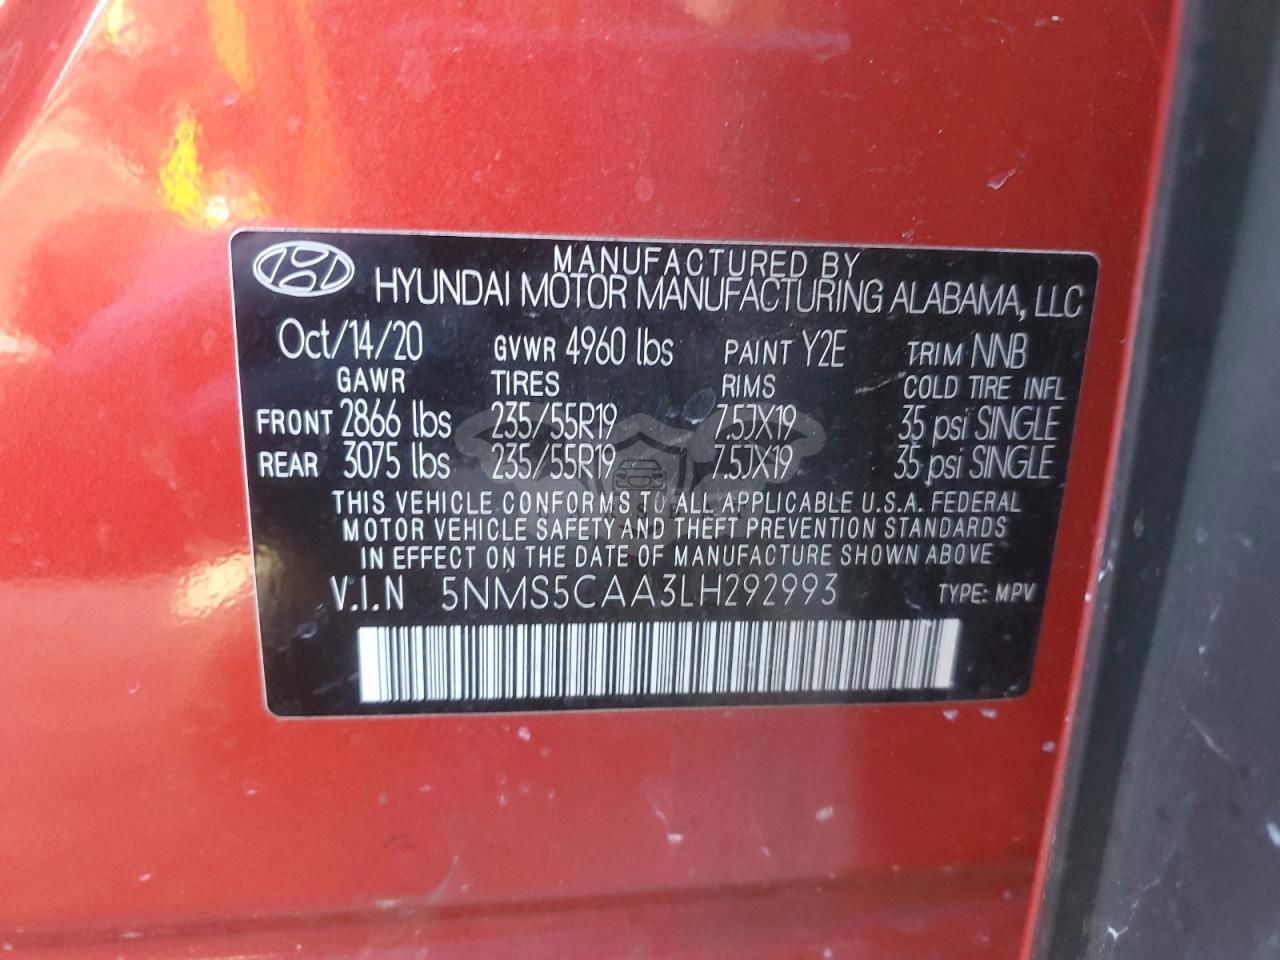 MANUFACTURED BY
HYUNDAI MOTOR MANUFACTURING ALABAMA, LLC
Oct/14/20 GVWR 4960 lbs PAINT Y2E TRIM NNB
GAWR TIRES RIMS COLD TIRE INFL
FRONT 2866 lbs 235/55R19 7.5JX19 35 psi SINGLE
REAR 3075 lbs 235/55R19 7.5JX19 35 psi SINGLE
THIS VEHICLE CONFORMS TO ALL APPLICABLE U.S.A. FEDERAL
MOTOR VEHICLE SAFETY AND THEFT PREVENTION STANDARDS
IN EFFECT ON THE DATE OF MANUFACTURE SHOWN ABOVE
V.I.N 5NMS5CAA3LH292993 TYPE: MPV